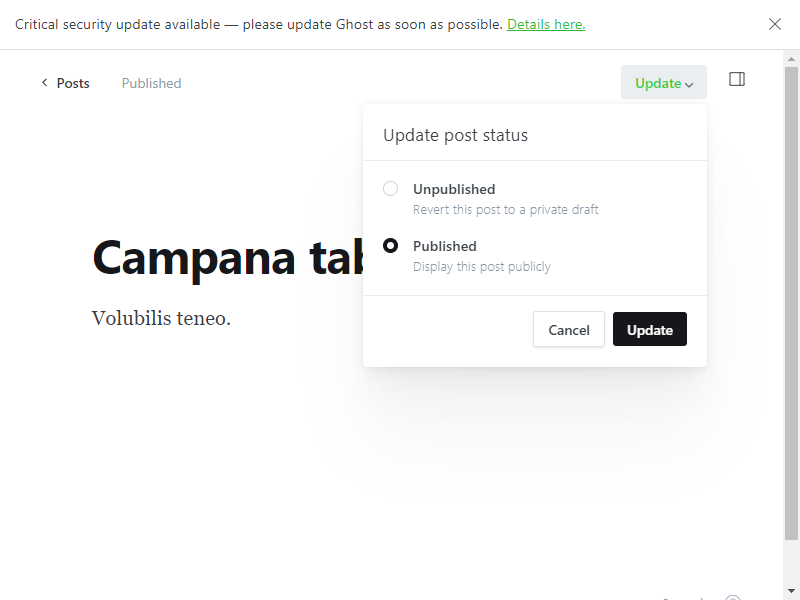 Critical security update available — please update Ghost as soon as possible. Details here.
Posts
Published
Update
Update post status
Unpublished
Revert this post to a private draft
Published
Display this post publicly
Cancel
Update
Campana
Volubilis teneo.